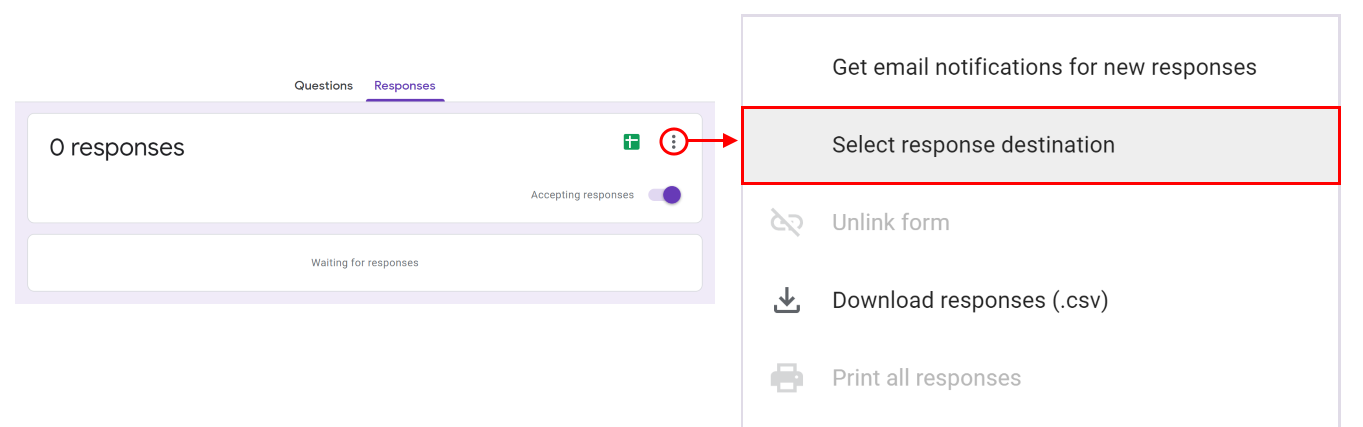 Questions
Responses
0 responses
Accepting responses
Waiting for responses
Get email notifications for new responses
Select response destination
Unlink form
Download responses (.csv)
Print all responses